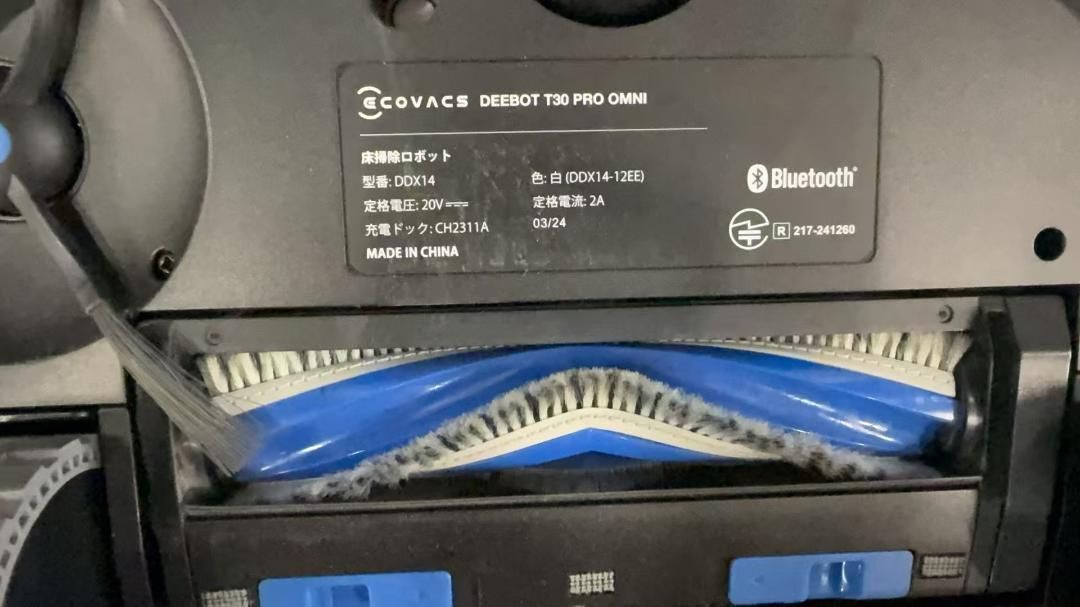 ECOVACS DEEBOT T30 PRO OMNI
床掃除ロボット
型番: DDX14
色: 白 (DDX14-12EE)
定格電圧: 20V⎓
定格電流: 2A
充電ドック: CH2311A
03/24
MADE IN CHINA
Bluetooth®
R 217-241260